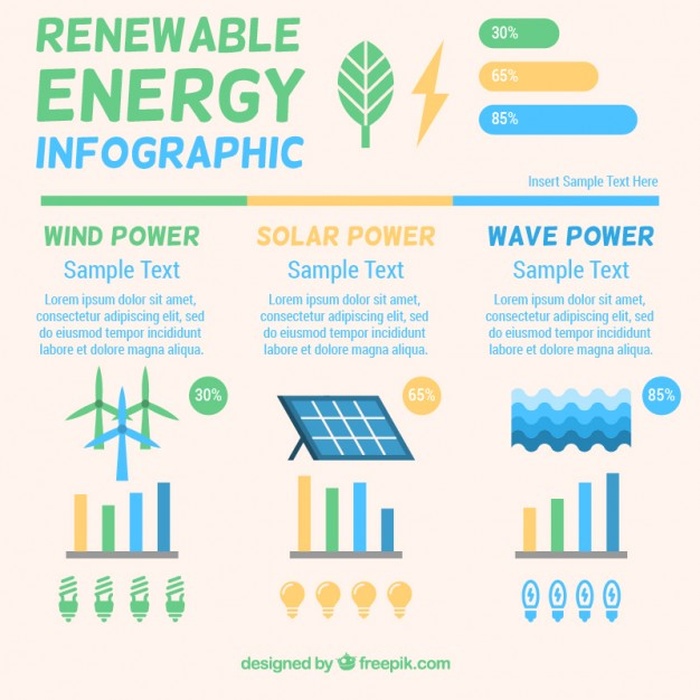 RENEWABLE
ENERGY
INFOGRAPHIC
30%
65%
85%
Insert Sample Text Here
WIND POWER
Sample Text
Lorem ipsum dolor sit amet,
consectetur adipiscing elit, sed
do eiusmod tempor incididunt
labore et dolore magna aliqua.
30%
SOLAR POWER
Sample Text
Lorem ipsum dolor sit amet,
consectetur adipiscing elit, sed
do eiusmod tempor incididunt
labore et dolore magna aliqua.
65%
WAVE POWER
Sample Text
Lorem ipsum dolor sit amet,
consectetur adipiscing elit, sed
do eiusmod tempor incididunt
labore et dolore magna aliqua.
85%
designed by freepik.com